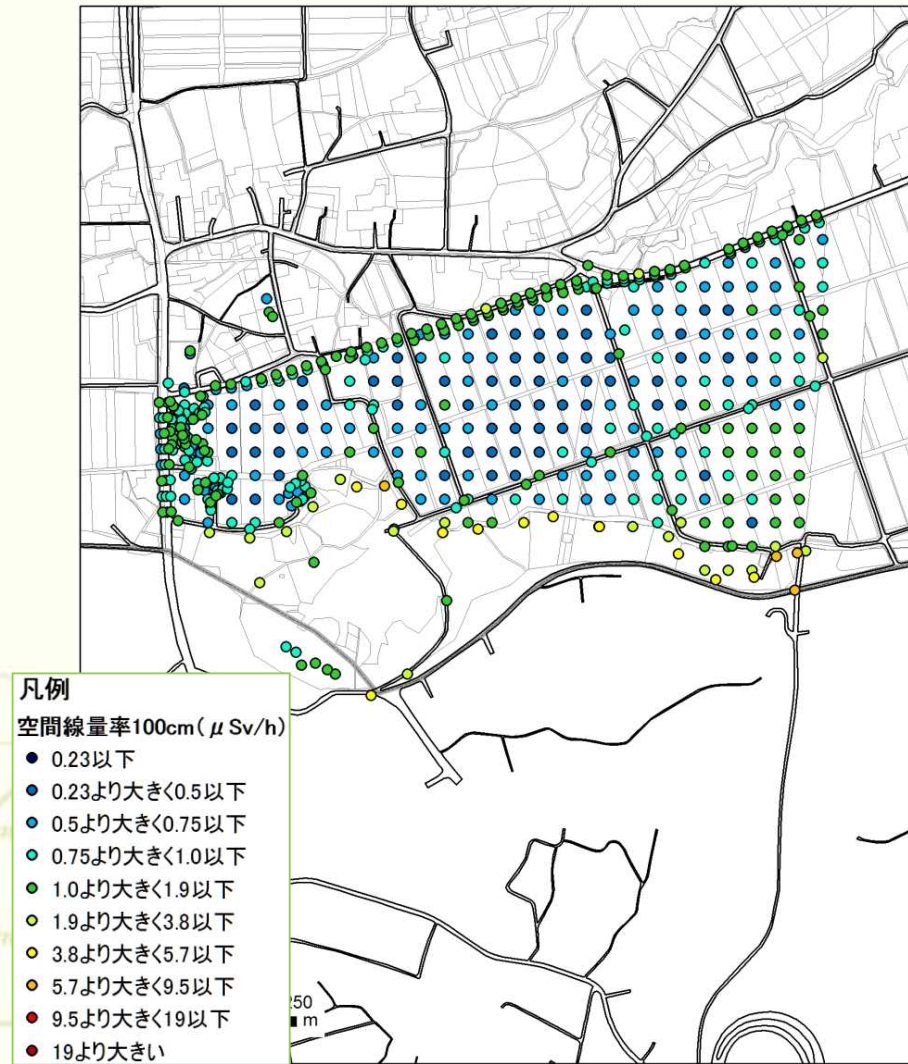 凡例
空間線量率100cm(μSv/h)
0.23以下
0.23より大きく0.5以下
0.5より大きく0.75以下
0.75より大きく1.0以下
1.0より大きく1.9以下
1.9より大きく3.8以下
3.8より大きく5.7以下
5.7より大きく9.5以下
9.5より大きく19以下
19より大きい
250
m